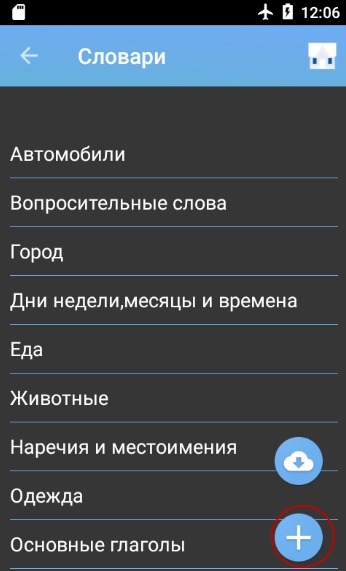 12:06
Словари
Автомобили
Вопросительные слова
Город
Дни недели,месяцы и времена
Еда
Животные
Наречия и местоимения
Одежда
Основные глаголы